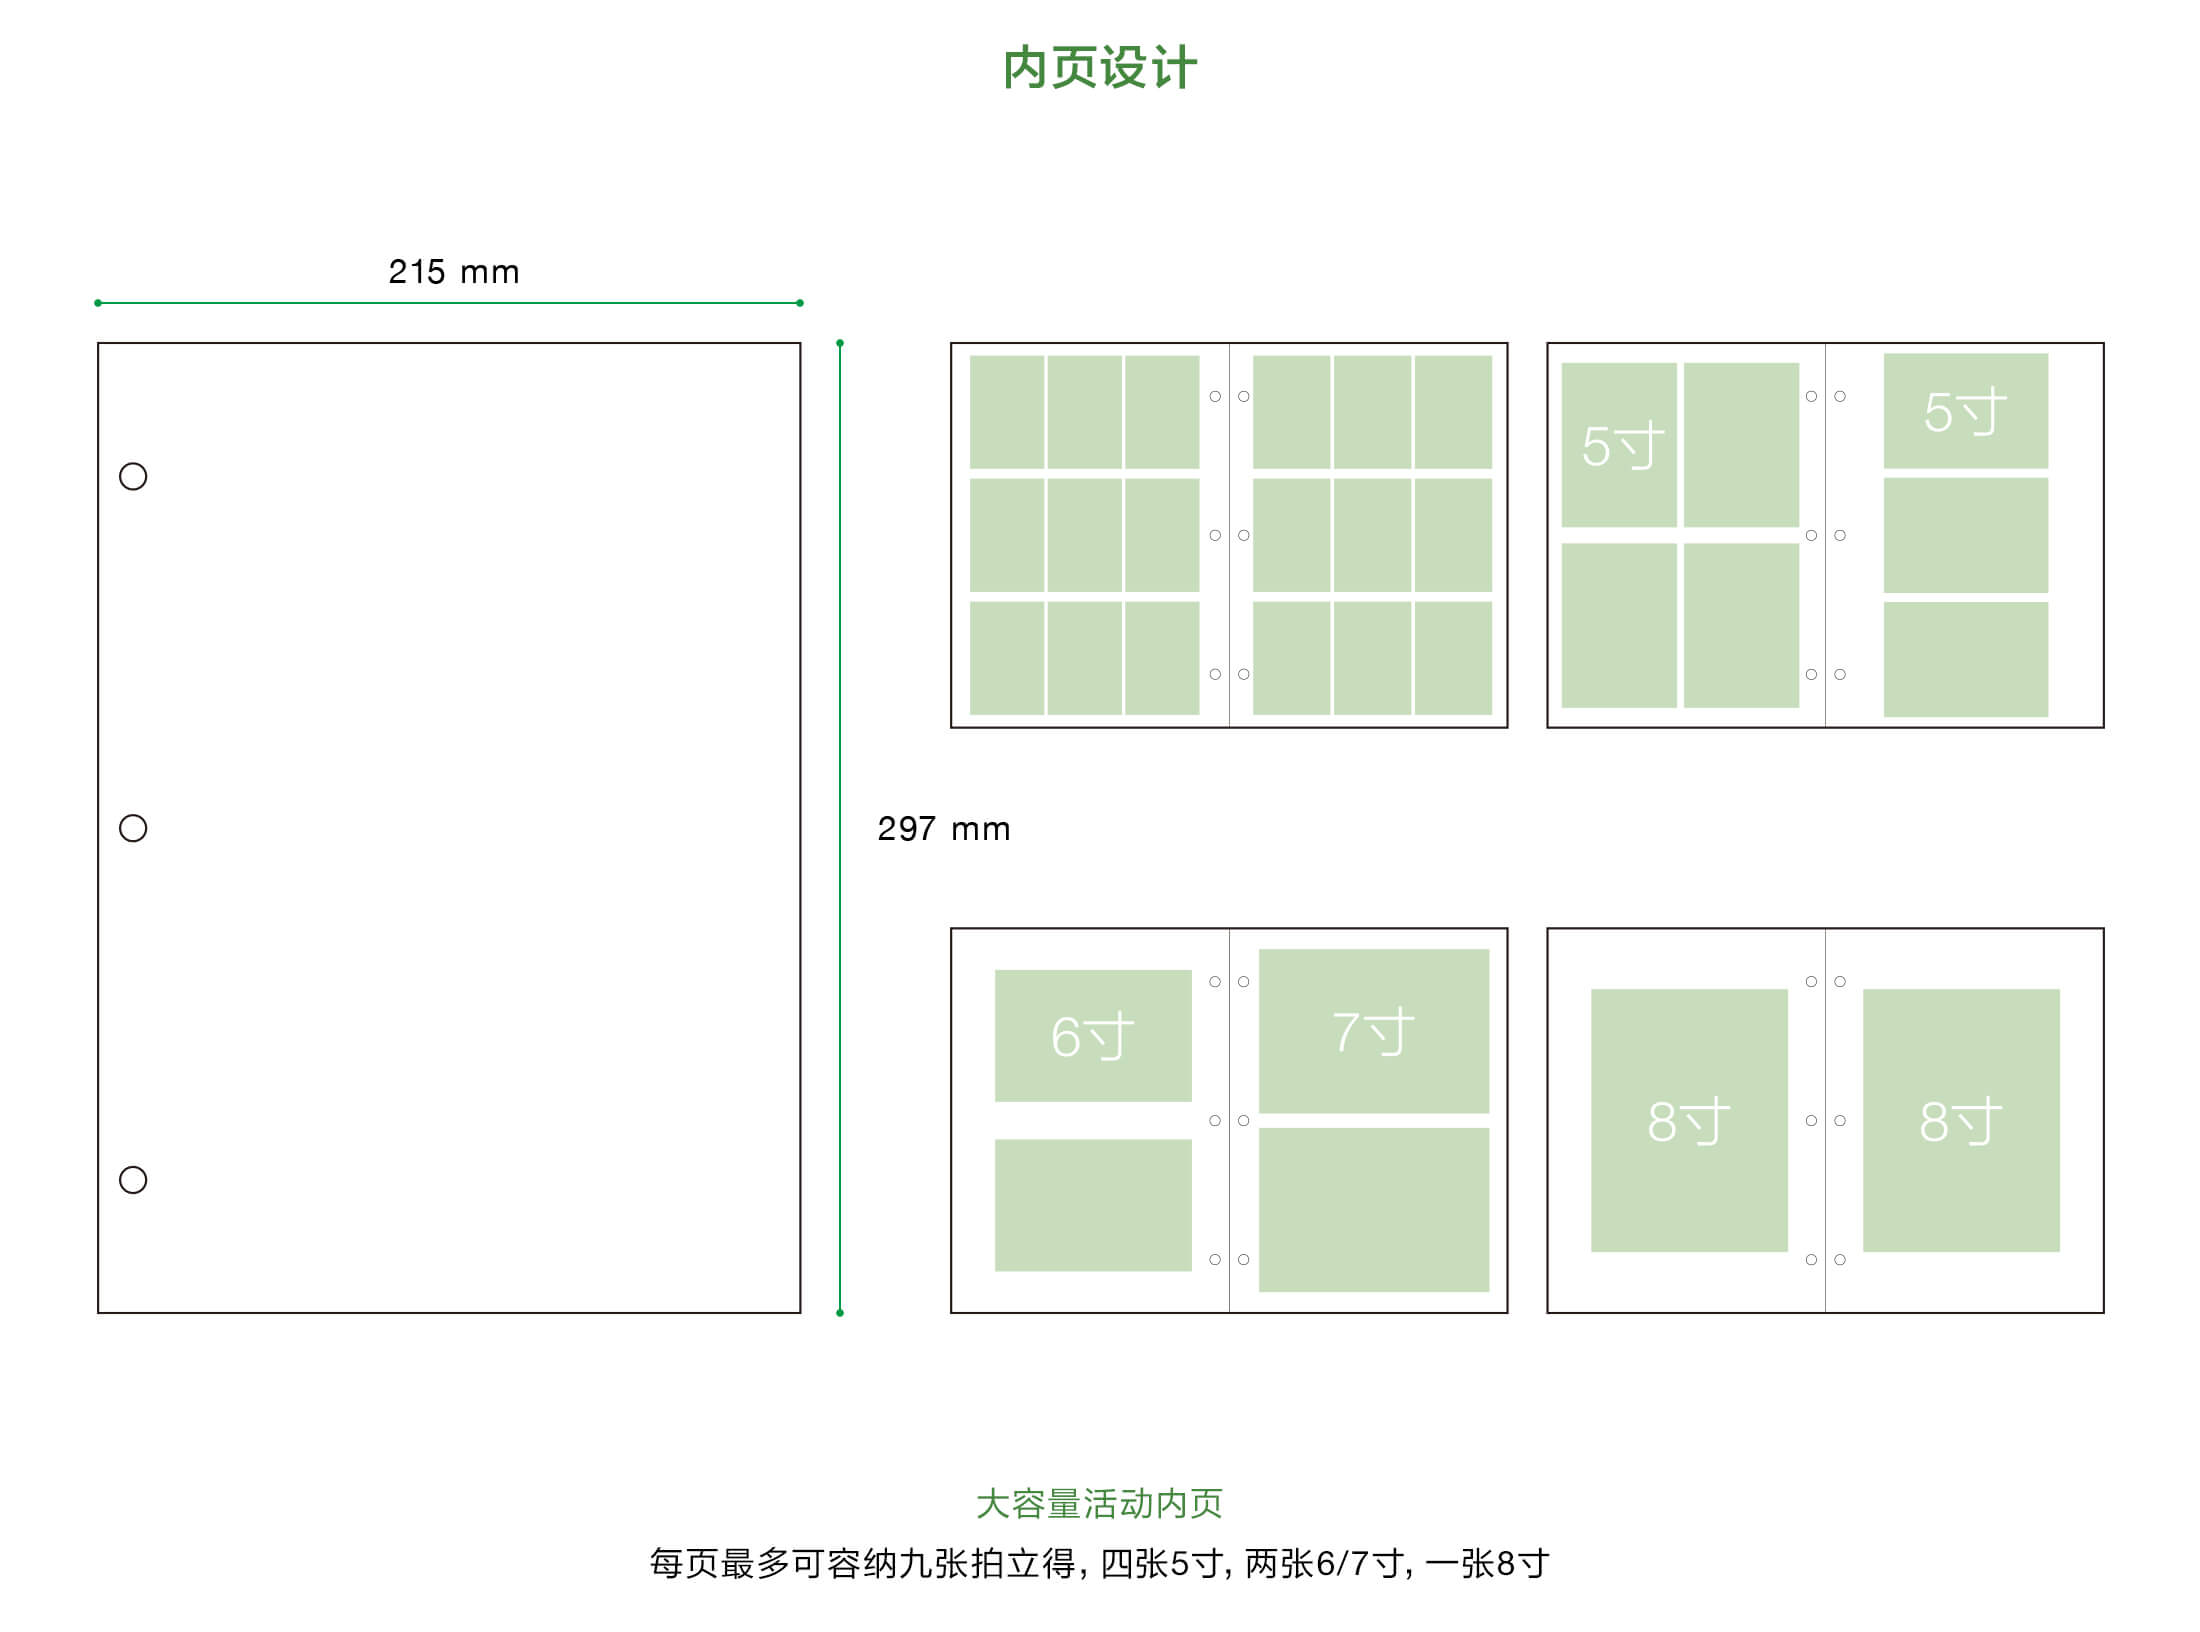 内页设计
215 mm
5寸
5寸
297 mm
6寸
7寸
8寸
8寸
大容量活动内页
每页最多可容纳九张拍立得, 四张5寸, 两张6/7寸, 一张8寸